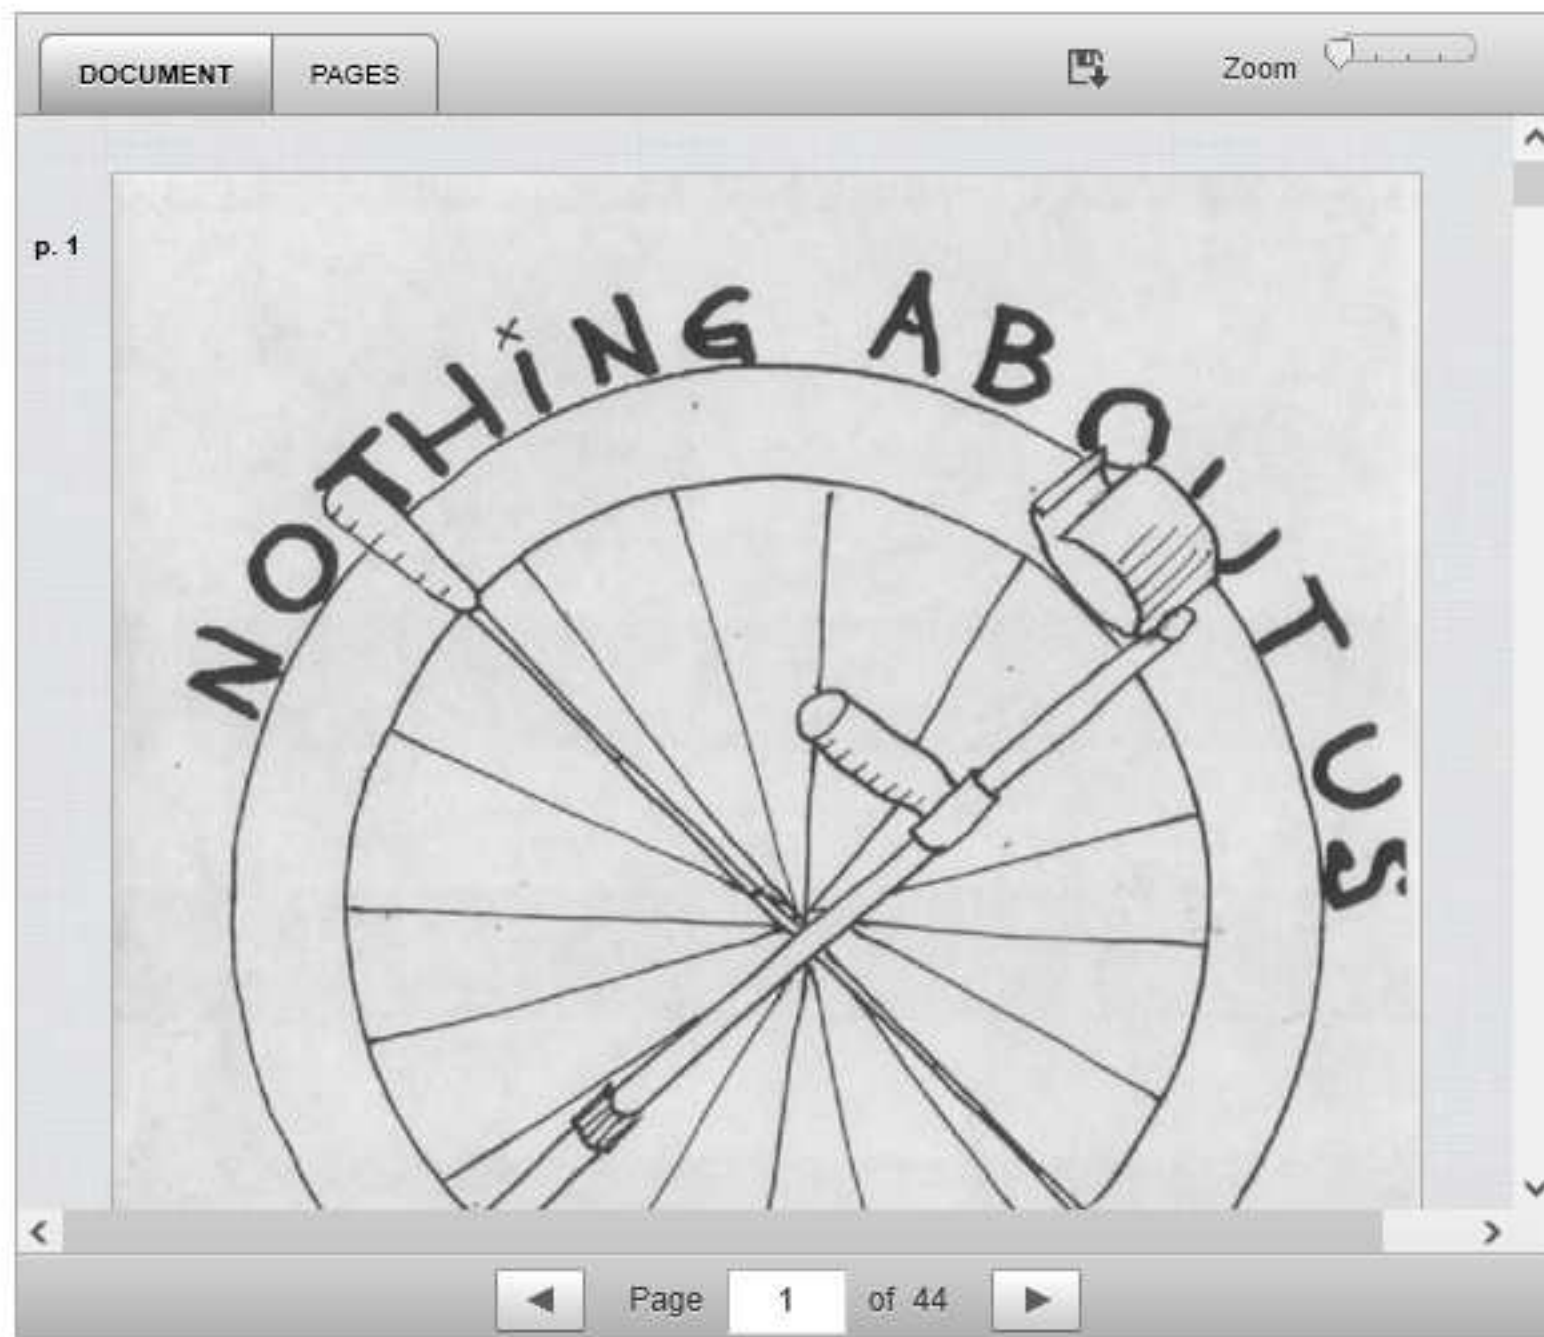 DOCUMENT
PAGES
Zoom
p. 1
NOTHiNG ABOUT US
Page 1 of 44